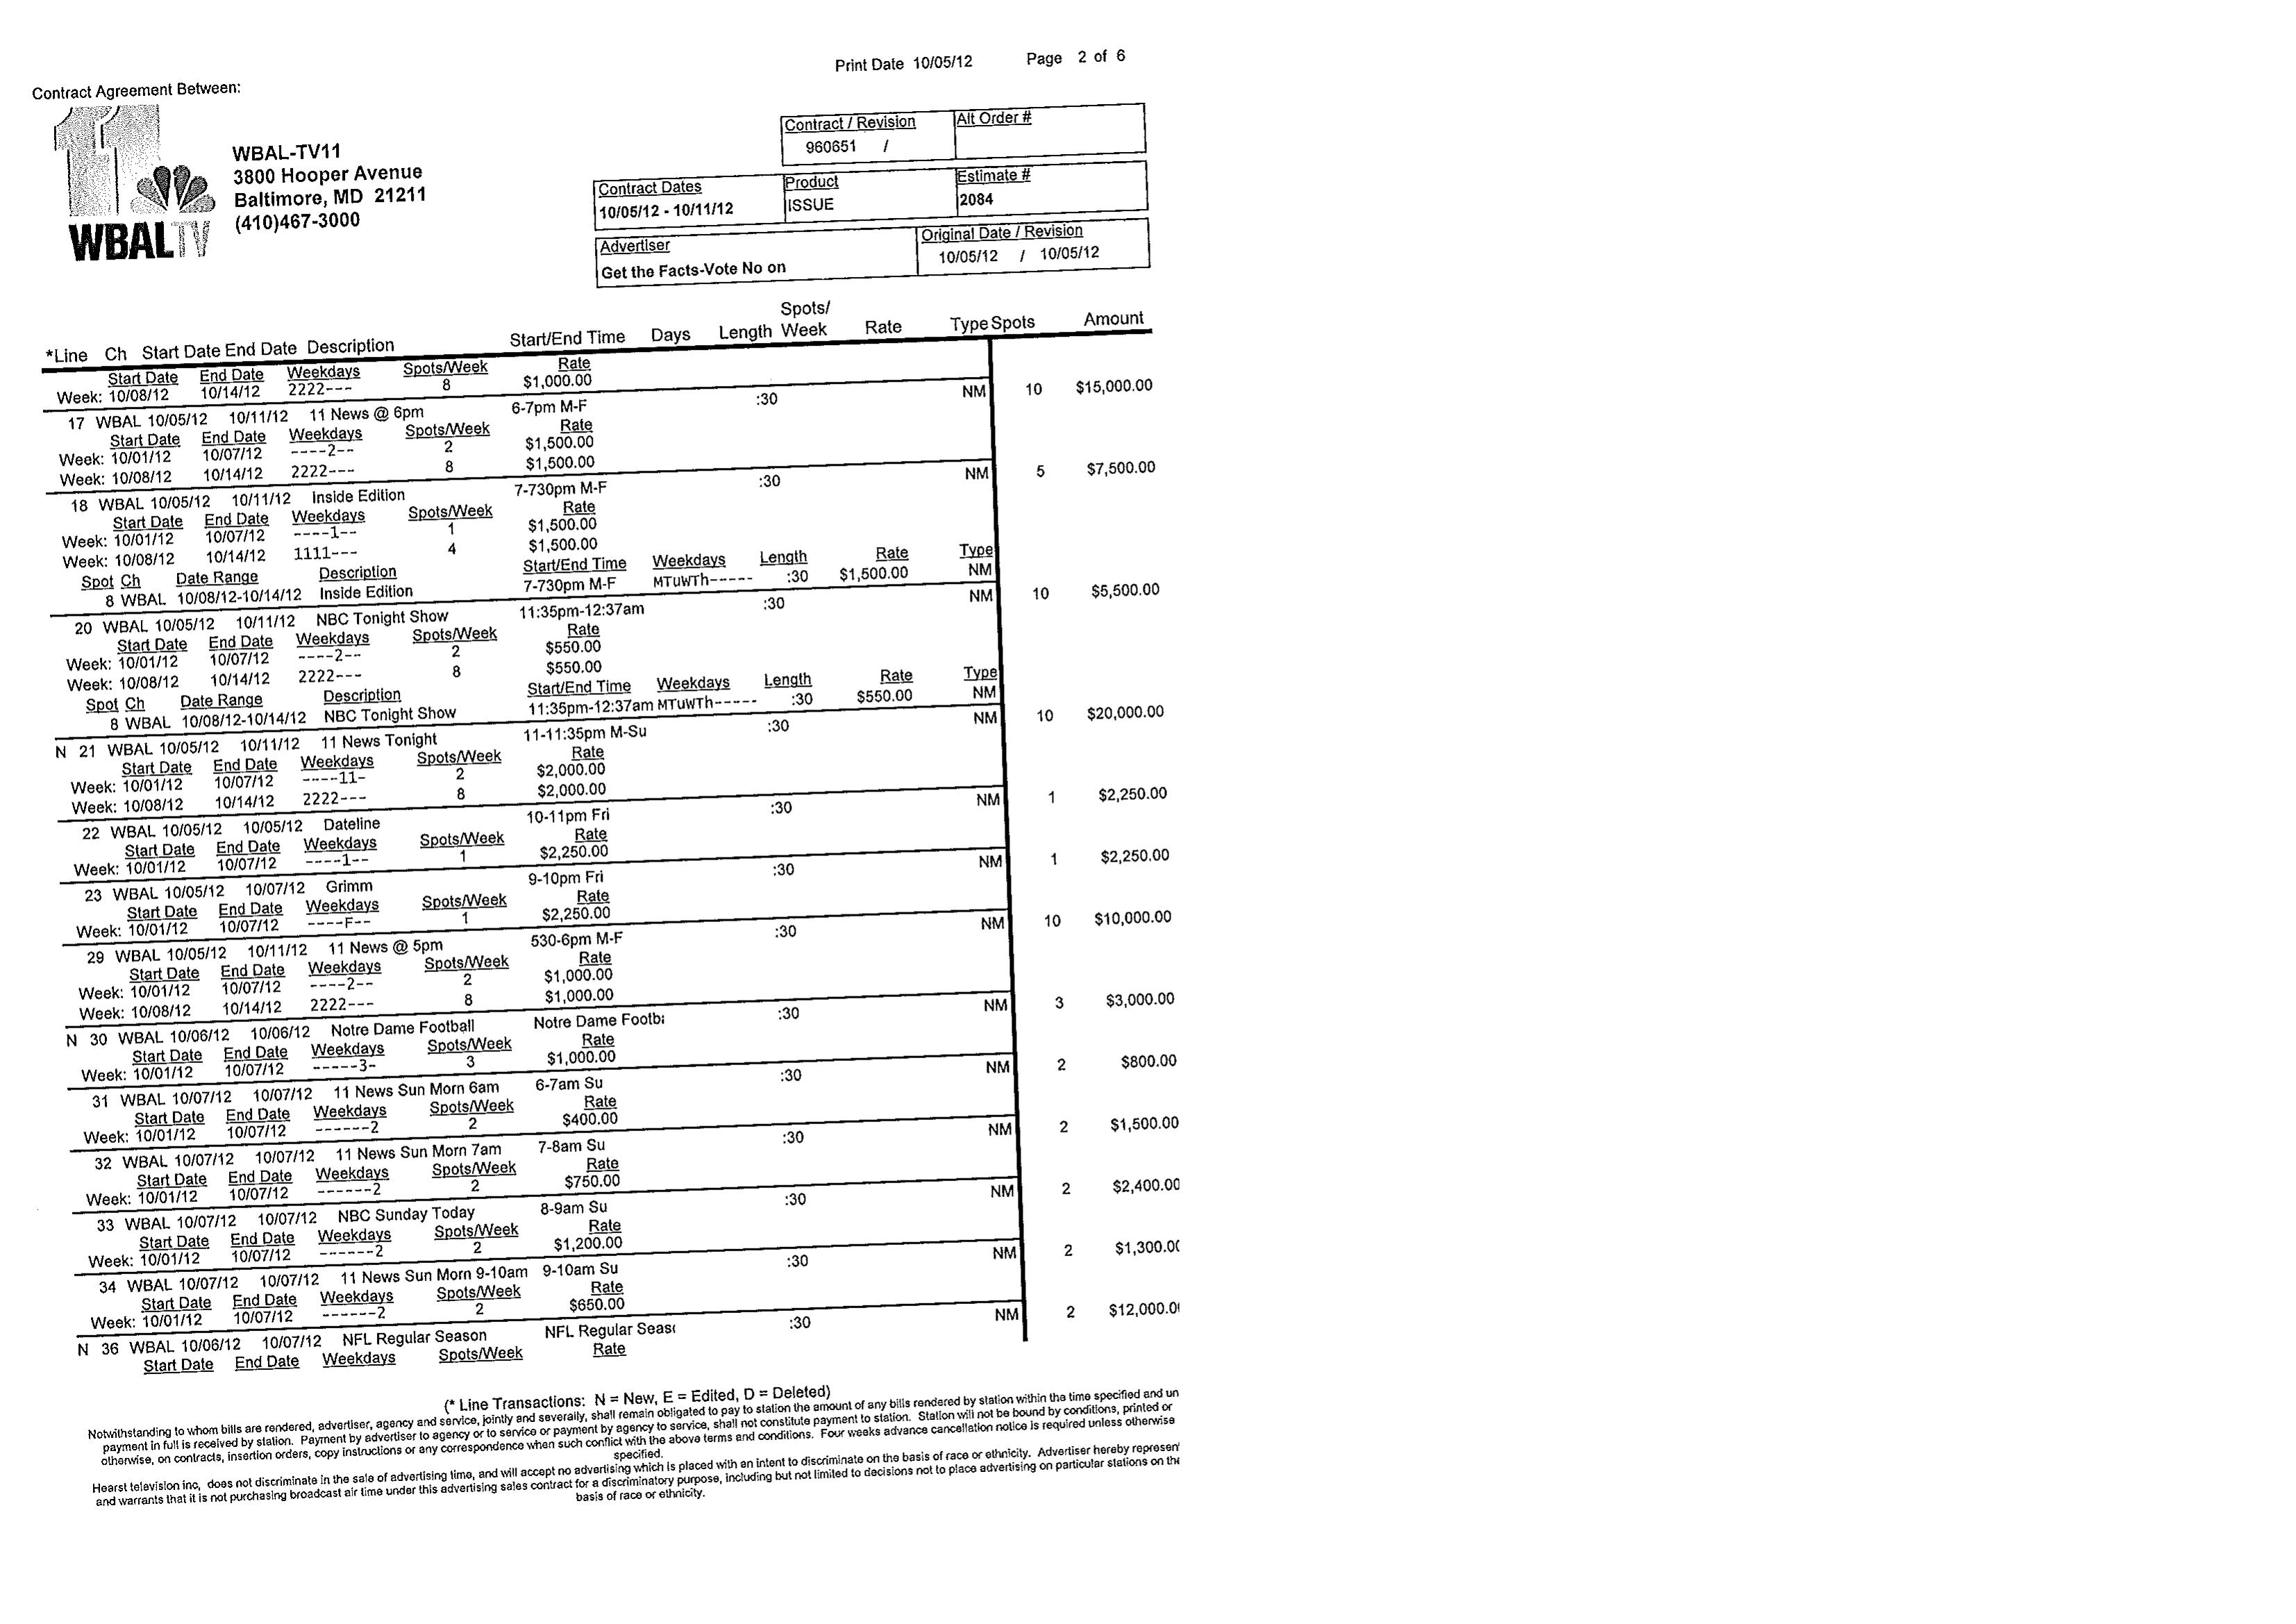 Print Date 10/05/12 Page 2 of 6
Contract Agreement Between:
11
WBALTV
WBAL-TV11
3800 Hooper Avenue
Baltimore, MD 21211
(410)467-3000
Contract / Revision Alt Order #
960651 /
Contract Dates Product Estimate #
10/05/12 - 10/11/12 ISSUE 2084
Advertiser Original Date / Revision
Get the Facts-Vote No on 10/05/12 / 10/05/12
Spots/
*Line Ch Start Date End Date Description Start/End Time Days Length Week Rate Type Spots Amount
Start Date End Date Weekdays Spots/Week Rate
Week: 10/08/12 10/14/12 2222--- 8 $1,000.00
17 WBAL 10/05/12 10/11/12 11 News @ 6pm 6-7pm M-F :30 NM 10 $15,000.00
Start Date End Date Weekdays Spots/Week Rate
Week: 10/01/12 10/07/12 ----2-- 2 $1,500.00
Week: 10/08/12 10/14/12 2222--- 8 $1,500.00
18 WBAL 10/05/12 10/11/12 Inside Edition 7-730pm M-F :30 NM 5 $7,500.00
Start Date End Date Weekdays Spots/Week Rate
Week: 10/01/12 10/07/12 ----1-- 1 $1,500.00
Week: 10/08/12 10/14/12 1111--- 4 $1,500.00
Spot Ch Date Range Description Start/End Time Weekdays Length Rate Type
8 WBAL 10/08/12-10/14/12 Inside Edition 7-730pm M-F MTuWTh----- :30 $1,500.00 NM
20 WBAL 10/05/12 10/11/12 NBC Tonight Show 11:35pm-12:37am :30 NM 10 $5,500.00
Start Date End Date Weekdays Spots/Week Rate
Week: 10/01/12 10/07/12 ----2-- 2 $550.00
Week: 10/08/12 10/14/12 2222--- 8 $550.00
Spot Ch Date Range Description Start/End Time Weekdays Length Rate Type
8 WBAL 10/08/12-10/14/12 NBC Tonight Show 11:35pm-12:37am MTuWTh----- :30 $550.00 NM
N 21 WBAL 10/05/12 10/11/12 11 News Tonight 11-11:35pm M-Su :30 NM 10 $20,000.00
Start Date End Date Weekdays Spots/Week Rate
Week: 10/01/12 10/07/12 ----11- 2 $2,000.00
Week: 10/08/12 10/14/12 2222--- 8 $2,000.00
22 WBAL 10/05/12 10/05/12 Dateline 10-11pm Fri :30 NM 1 $2,250.00
Start Date End Date Weekdays Spots/Week Rate
Week: 10/01/12 10/07/12 ----1-- 1 $2,250.00
23 WBAL 10/05/12 10/07/12 Grimm 9-10pm Fri :30 NM 1 $2,250.00
Start Date End Date Weekdays Spots/Week Rate
Week: 10/01/12 10/07/12 ----F-- 1 $2,250.00
29 WBAL 10/05/12 10/11/12 11 News @ 5pm 530-6pm M-F :30 NM 10 $10,000.00
Start Date End Date Weekdays Spots/Week Rate
Week: 10/01/12 10/07/12 ----2-- 2 $1,000.00
Week: 10/08/12 10/14/12 2222--- 8 $1,000.00
N 30 WBAL 10/06/12 10/06/12 Notre Dame Football Notre Dame Footb :30 NM 3 $3,000.00
Start Date End Date Weekdays Spots/Week Rate
Week: 10/01/12 10/07/12 -----3- 3 $1,000.00
31 WBAL 10/07/12 10/07/12 11 News Sun Morn 6am 6-7am Su :30 NM 2 $800.00
Start Date End Date Weekdays Spots/Week Rate
Week: 10/01/12 10/07/12 ------2 2 $400.00
32 WBAL 10/07/12 10/07/12 11 News Sun Morn 7am 7-8am Su :30 NM 2 $1,500.00
Start Date End Date Weekdays Spots/Week Rate
Week: 10/01/12 10/07/12 ------2 2 $750.00
33 WBAL 10/07/12 10/07/12 NBC Sunday Today 8-9am Su :30 NM 2 $2,400.00
Start Date End Date Weekdays Spots/Week Rate
Week: 10/01/12 10/07/12 ------2 2 $1,200.00
34 WBAL 10/07/12 10/07/12 11 News Sun Morn 9-10am 9-10am Su :30 NM 2 $1,300.00
Start Date End Date Weekdays Spots/Week Rate
Week: 10/01/12 10/07/12 ------2 2 $650.00
N 36 WBAL 10/06/12 10/07/12 NFL Regular Season NFL Regular Seas :30 NM 2 $12,000.0
Start Date End Date Weekdays Spots/Week Rate
(* Line Transactions: N = New, E = Edited, D = Deleted)
Notwithstanding to whom bills are rendered, advertiser, agency and service, jointly and severally, shall remain obligated to pay to station the amount of any bills rendered by station within the time specified and un
payment in full is received by station. Payment by advertiser to agency or to service or payment by agency to service, shall not constitute payment to station. Station will not be bound by conditions, printed or
otherwise, on contracts, insertion orders, copy instructions or any correspondence when such conflict with the above terms and conditions. Four weeks advance cancellation notice is required unless otherwise
specified.
Hearst television inc, does not discriminate in the sale of advertising time, and will accept no advertising which is placed with an intent to discriminate on the basis of race or ethnicity. Advertiser hereby represen
and warrants that it is not purchasing broadcast air time under this advertising sales contract for a discriminatory purpose, including but not limited to decisions not to place advertising on particular stations on the
basis of race or ethnicity.